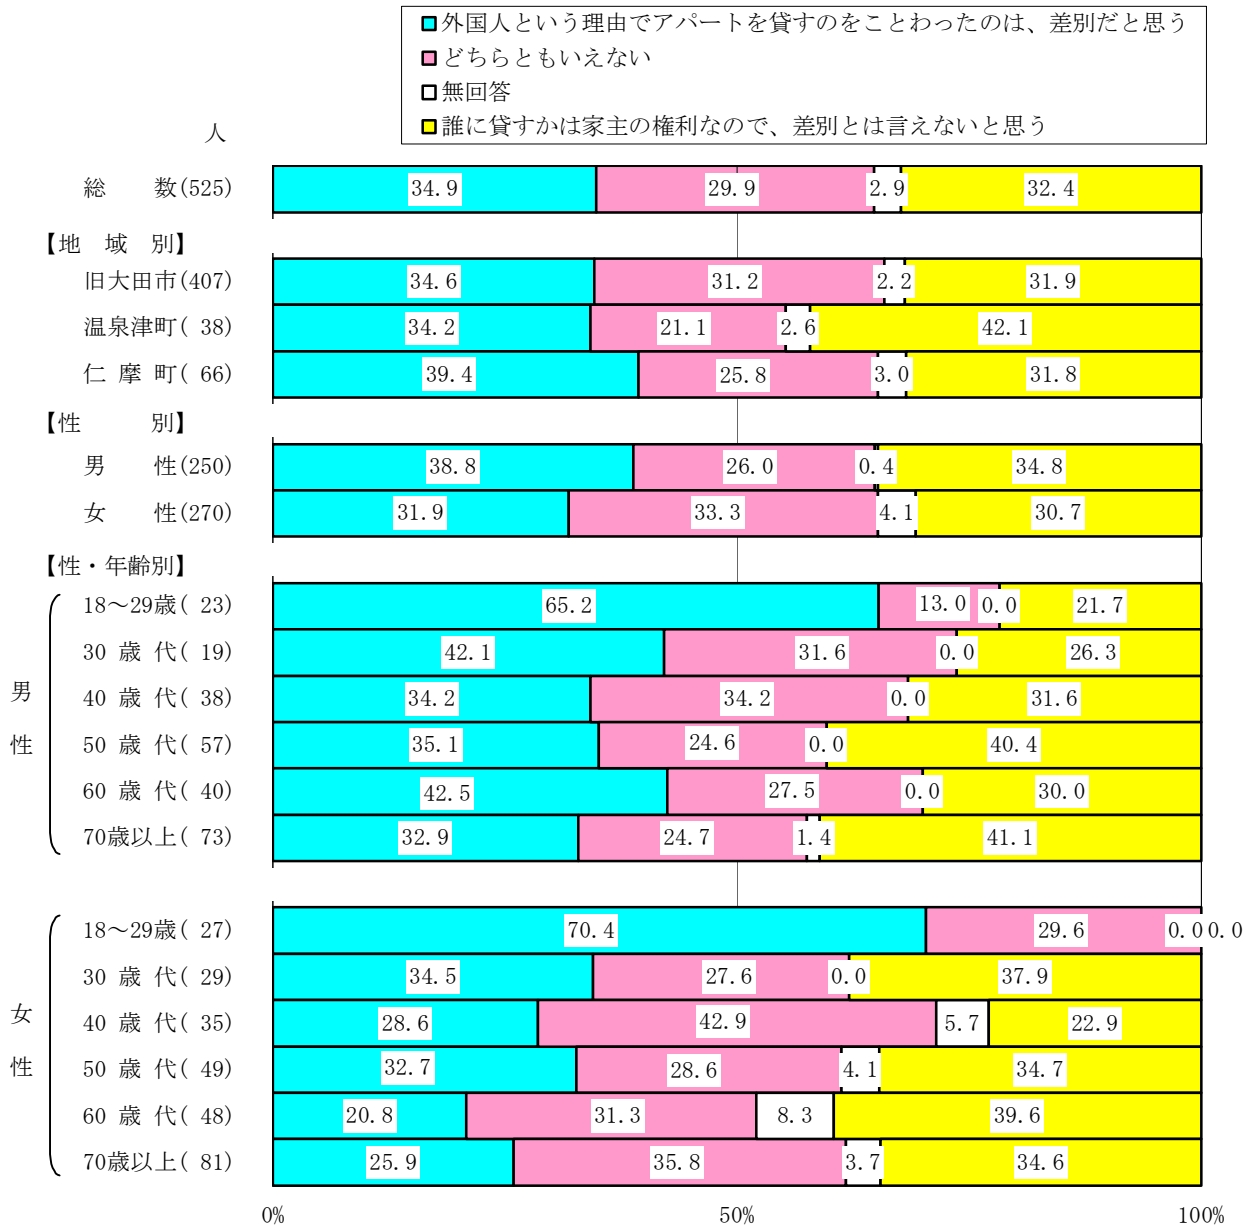 外国人という理由でアパートを貸すのをことわったのは、差別だと思う
どちらともいえない
無回答
誰に貸すかは家主の権利なので、差別とは言えないと思う
人
総　数(525) 34.9 29.9 2.9 32.4
【地　域　別】
旧大田市(407) 34.6 31.2 2.2 31.9
温泉津町( 38) 34.2 21.1 2.6 42.1
仁 摩 町( 66) 39.4 25.8 3.0 31.8
【性　　　別】
男　性(250) 38.8 26.0 0.4 34.8
女　性(270) 31.9 33.3 4.1 30.7
【性・年齢別】
男性
18～29歳( 23) 65.2 13.0 0.0 21.7
30 歳 代( 19) 42.1 31.6 0.0 26.3
40 歳 代( 38) 34.2 34.2 0.0 31.6
50 歳 代( 57) 35.1 24.6 0.0 40.4
60 歳 代( 40) 42.5 27.5 0.0 30.0
70歳以上( 73) 32.9 24.7 1.4 41.1
女性
18～29歳( 27) 70.4 29.6 0.0 0.0
30 歳 代( 29) 34.5 27.6 0.0 37.9
40 歳 代( 35) 28.6 42.9 5.7 22.9
50 歳 代( 49) 32.7 28.6 4.1 34.7
60 歳 代( 48) 20.8 31.3 8.3 39.6
70歳以上( 81) 25.9 35.8 3.7 34.6
0% 50% 100%